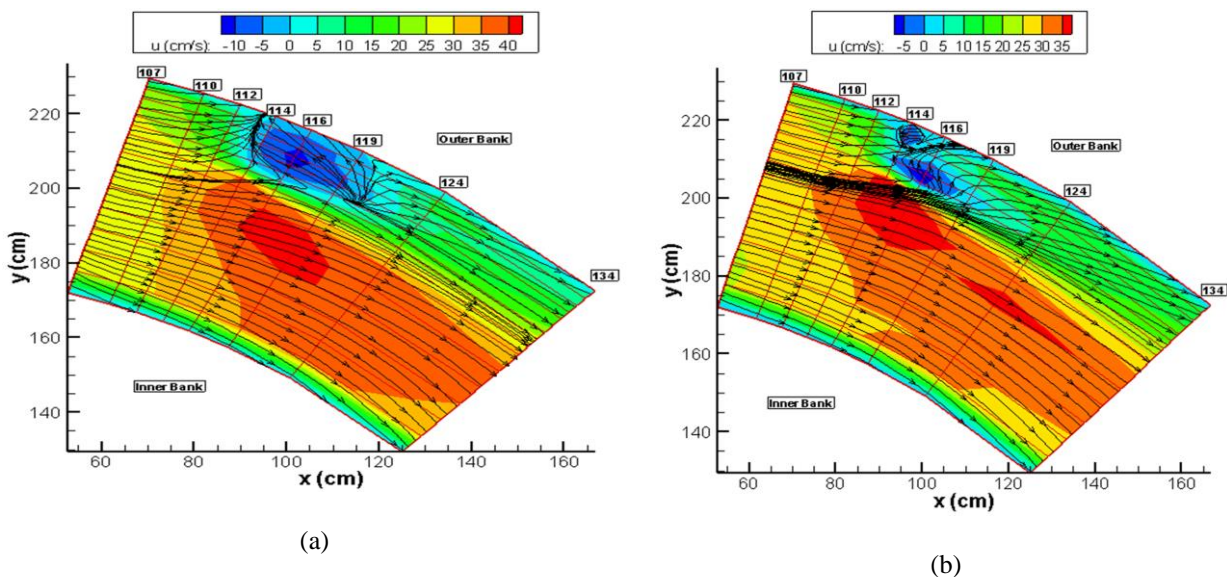 u (cm/s): -10 -5 0 5 10 15 20 25 30 35 40
107
110
112
114
116
119
124
134
Outer Bank
Inner Bank
220
200
180
160
140
y (cm)
60 80 100 120 140 160
x (cm)
(a)
u (cm/s): -5 0 5 10 15 20 25 30 35
107
110
112
114
116
119
124
134
Outer Bank
Inner Bank
220
200
180
160
140
y (cm)
60 80 100 120 140 160
x (cm)
(b)